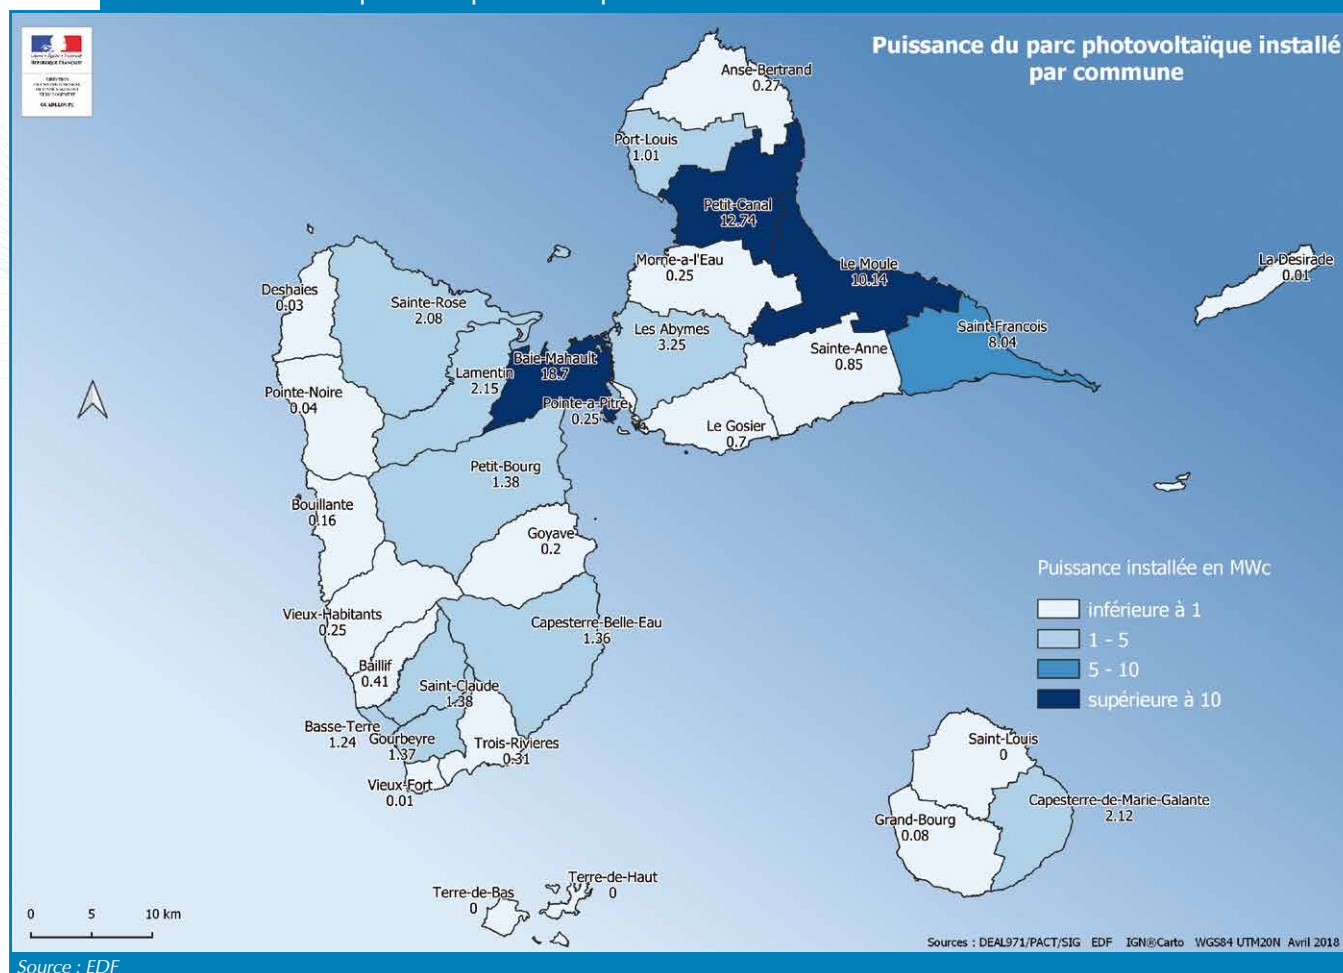 Puissance du parc photovoltaïque installé
par commune
RÉPUBLIQUE FRANÇAISE
GUADELOUPE
Anse-Bertrand
0.27
Port-Louis
1.01
Petit-Canal
12.74
Morne-a-l'Eau
0.25
Le Moule
10.14
La Desirade
0.01
Deshaies
0.03
Sainte-Rose
2.08
Les Abymes
3.25
Saint-Francois
8.04
Sainte-Anne
0.85
Baie-Mahault
18.7
Lamentin
2.15
Pointe-Noire
0.04
Pointe-a-Pitre
0.25
Le Gosier
0.7
Petit-Bourg
1.38
Bouillante
0.16
Goyave
0.2
Vieux-Habitants
0.25
Capesterre-Belle-Eau
1.36
Baillif
0.41
Saint-Claude
1.38
Basse-Terre
1.24
Gourbeyre
1.37
Trois-Rivieres
0.31
Vieux-Fort
0.01
Puissance installée en MWc
inférieure à 1
1 - 5
5 - 10
supérieure à 10
Saint-Louis
0
Capesterre-de-Marie-Galante
2.12
Grand-Bourg
0.08
Terre-de-Haut
0
Terre-de-Bas
0
0 5 10 km
Sources : DEAL971/PACT/SIG EDF IGN®Carto WGS84 UTM20N Avril 2018
Source : EDF